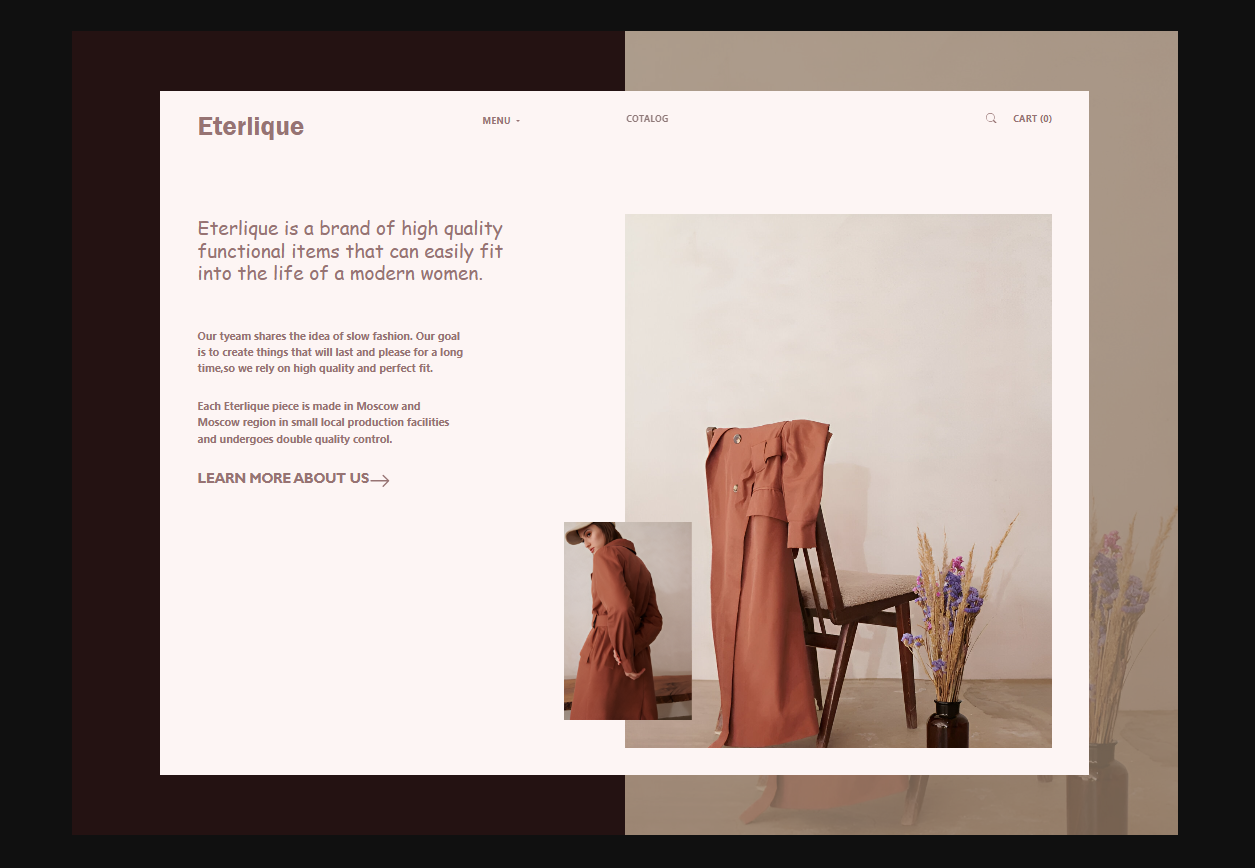 Eterlique
MENU -
COTALOG
CART (0)
Eterlique is a brand of high quality
functional items that can easily fit
into the life of a modern women.
Our tyeam shares the idea of slow fashion. Our goal
is to create things that will last and please for a long
time,so we rely on high quality and perfect fit.
Each Eterlique piece is made in Moscow and
Moscow region in small local production facilities
and undergoes double quality control.
LEARN MORE ABOUT US